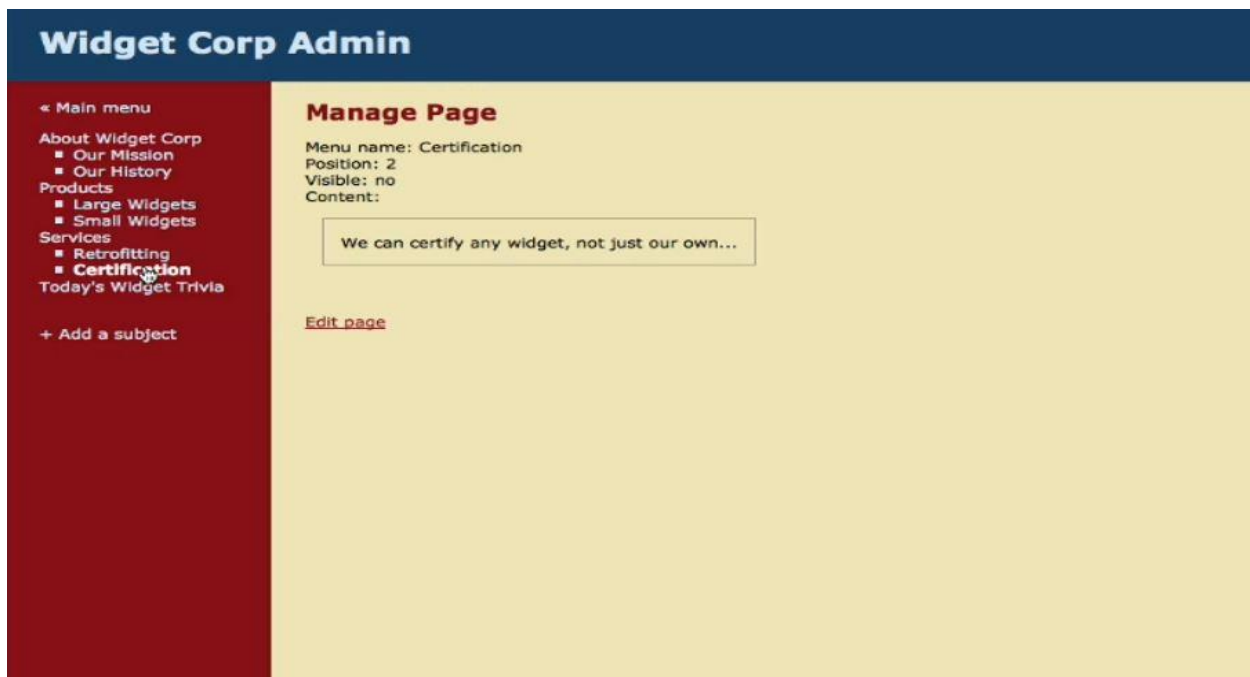 Widget Corp Admin
« Main menu
About Widget Corp
Our Mission
Our History
Products
Large Widgets
Small Widgets
Services
Retrofitting
Certification
Today's Widget Trivia
+ Add a subject
Manage Page
Menu name: Certification
Position: 2
Visible: no
Content:
We can certify any widget, not just our own...
Edit page